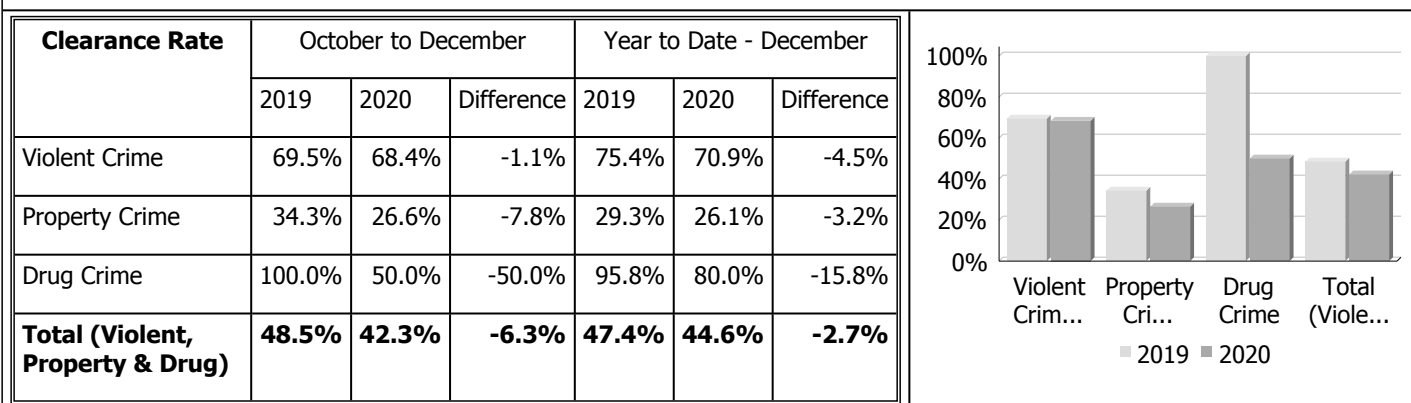 Clearance Rate October to December Year to Date - December
2019 2020 Difference 2019 2020 Difference
Violent Crime 69.5% 68.4% -1.1% 75.4% 70.9% -4.5%
Property Crime 34.3% 26.6% -7.8% 29.3% 26.1% -3.2%
Drug Crime 100.0% 50.0% -50.0% 95.8% 80.0% -15.8%
Total (Violent, 48.5% 42.3% -6.3% 47.4% 44.6% -2.7%
Property & Drug)
100%
80%
60%
40%
20%
0%
Violent Property Drug Total
Crim... Cri... Crime (Viole...
2019 2020